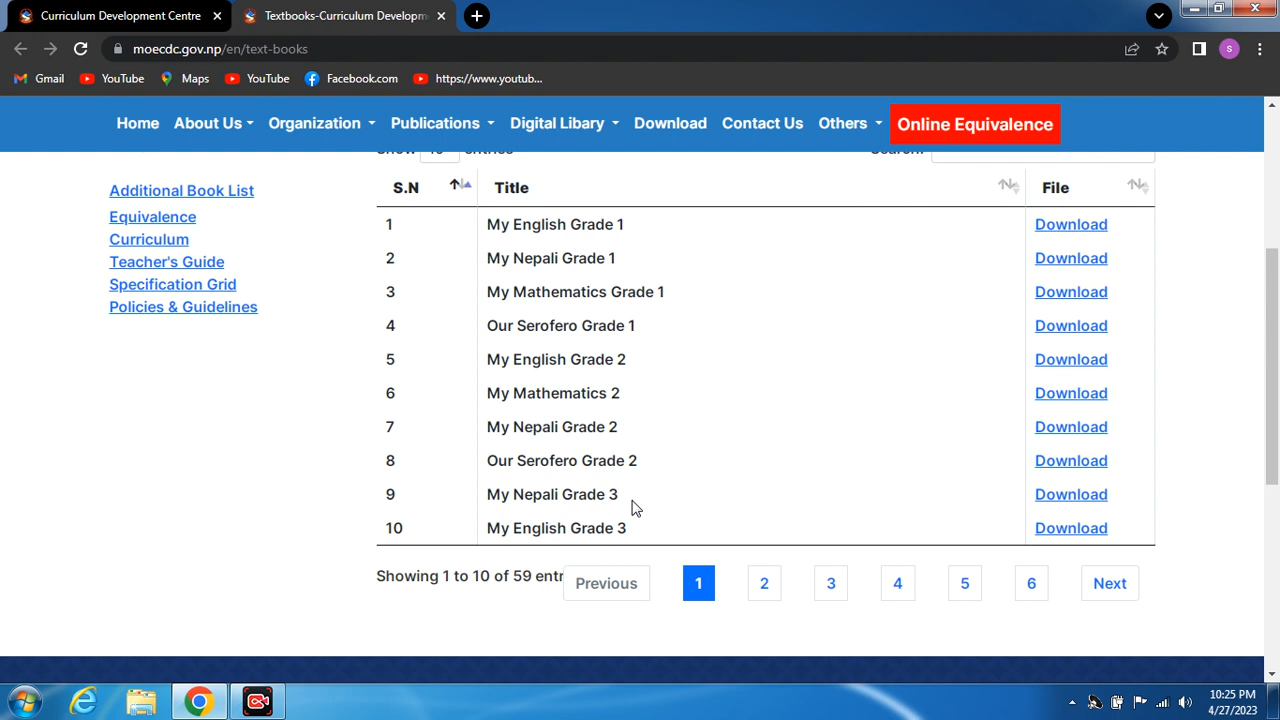 Curriculum Development Centre
Textbooks-Curriculum Developm
moecdc.gov.np/en/text-books
S
Gmail YouTube Maps YouTube Facebook.com https://www.youtub...
Home About Us Organization Publications Digital Libary Download Contact Us Others Online Equivalence
Show 10 entries Search:
Additional Book List
Equivalence
Curriculum
Teacher's Guide
Specification Grid
Policies & Guidelines
S.N Title File
1 My English Grade 1 Download
2 My Nepali Grade 1 Download
3 My Mathematics Grade 1 Download
4 Our Serofero Grade 1 Download
5 My English Grade 2 Download
6 My Mathematics 2 Download
7 My Nepali Grade 2 Download
8 Our Serofero Grade 2 Download
9 My Nepali Grade 3 Download
10 My English Grade 3 Download
Showing 1 to 10 of 59 entr Previous 1 2 3 4 5 6 Next
10:25 PM
4/27/2023